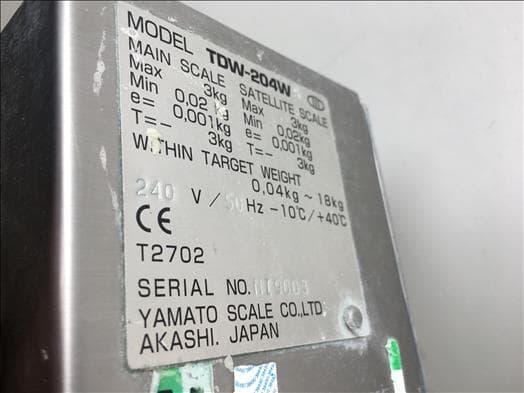 MODEL TDW-204W
MAIN SCALE SATELLITE SCALE
Max 3kg Max 3kg
Min 0,02kg Min 0,02kg
e= 0,001kg e= 0,001kg
T=- 3kg T=- 3kg
WITHIN TARGET WEIGHT
0,04kg ~ 18kg
240 V / 50 Hz -10℃/+40℃
CE
T2702
SERIAL NO.
YAMATO SCALE CO.,LTD.
AKASHI. JAPAN